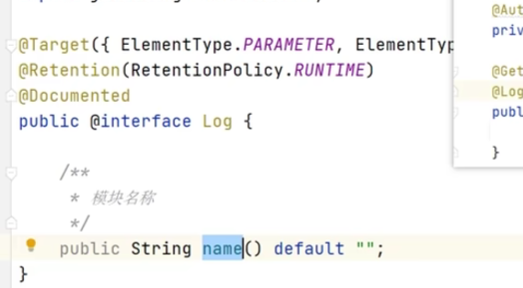 @Target({ ElementType.PARAMETER, ElementTyp
@Retention(RetentionPolicy.RUNTIME)
@Documented
public @interface Log {
/**
* 模块名称
*/
public String name() default "";
}
@Aut
priv
@Get
@Log
publ
}